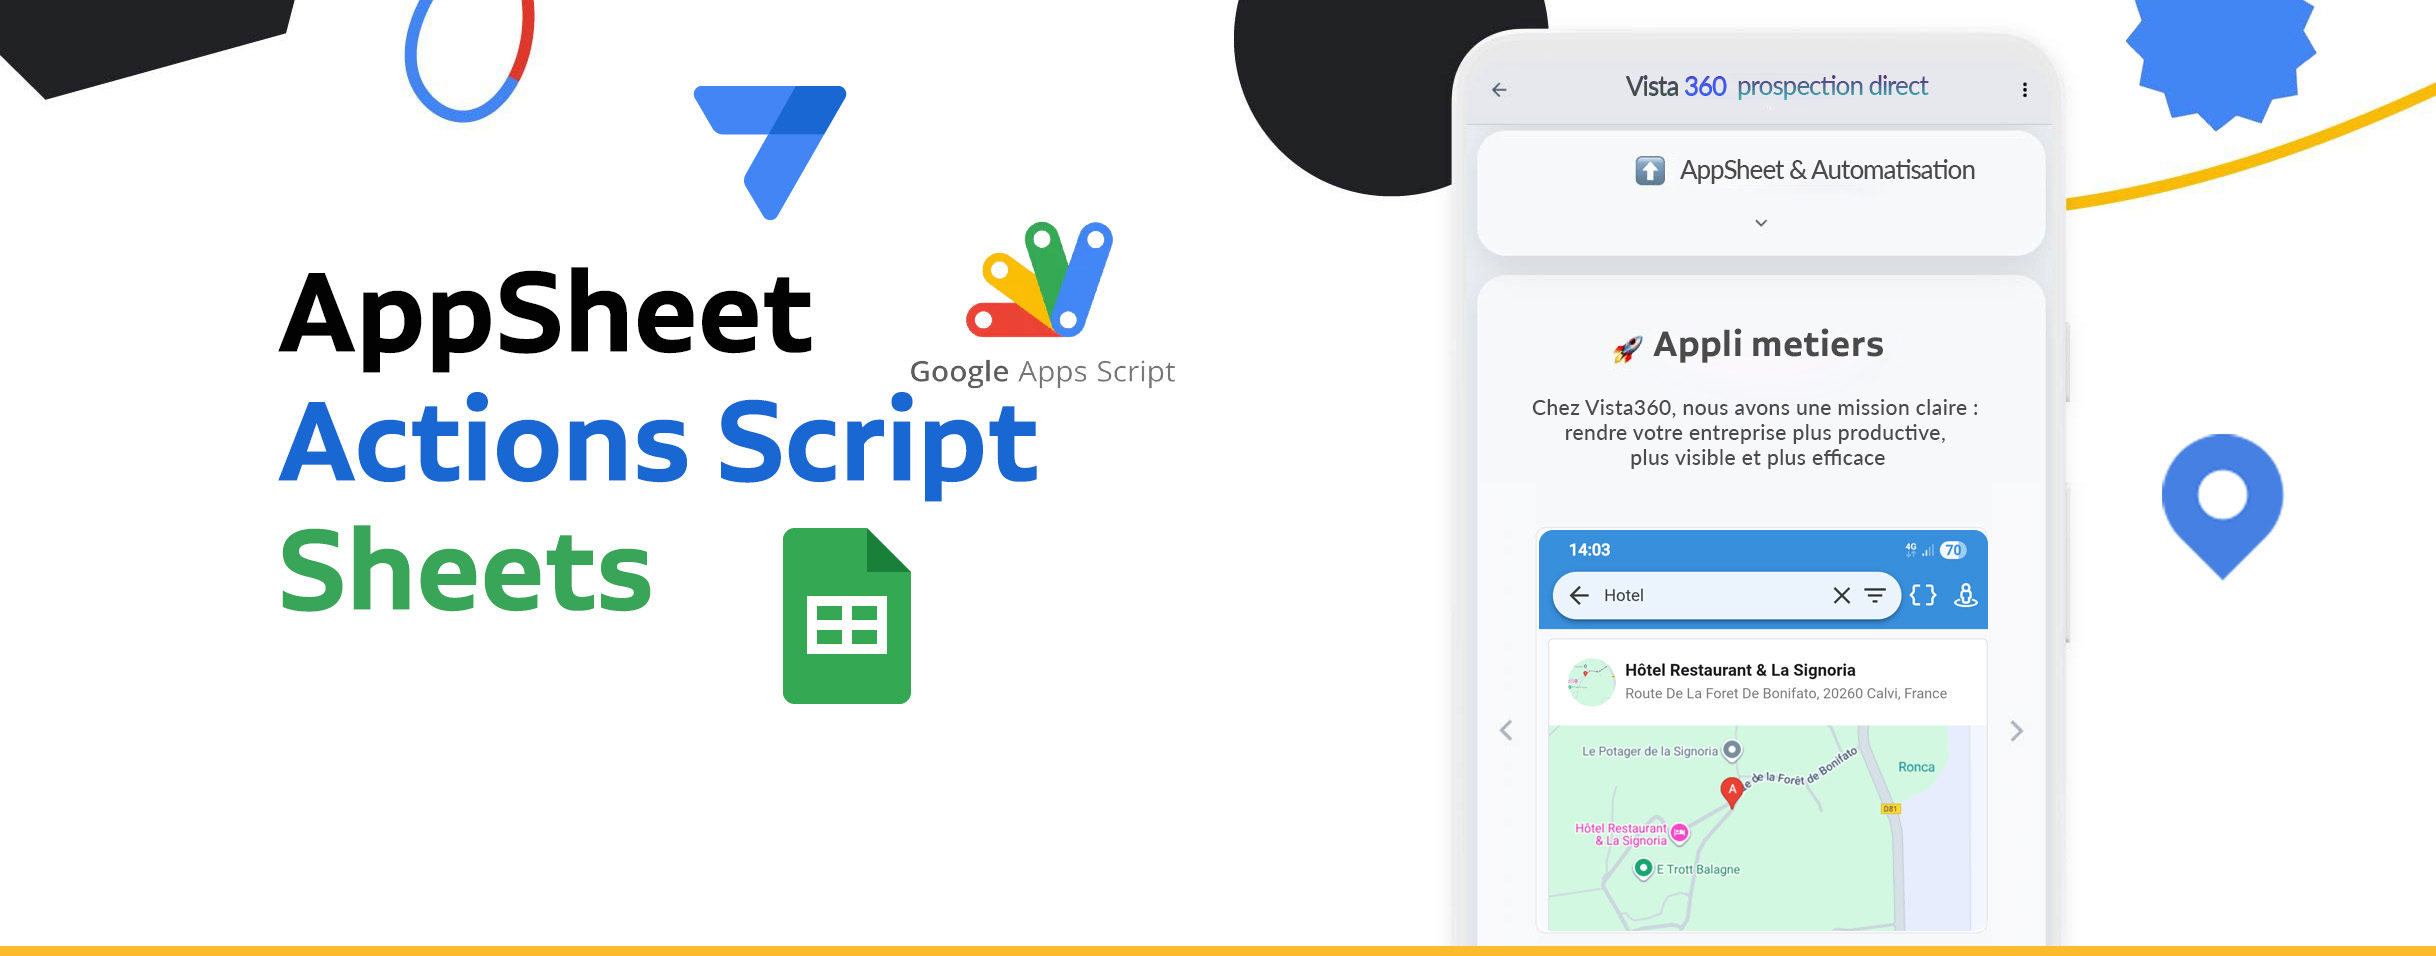 AppSheet
Google Apps Script
Actions Script
Sheets
Vista 360 prospection direct
AppSheet & Automatisation
Appli metiers
Chez Vista360, nous avons une mission claire :
rendre votre entreprise plus productive,
plus visible et plus efficace
14:03
4G
70
Hotel
Hôtel Restaurant & La Signoria
Route De La Foret De Bonifato, 20260 Calvi, France
Le Potager de la Signoria
e de la Forêt de Bonifato
Ronca
A
D81
Hôtel Restaurant
& La Signoria
E Trott Balagne